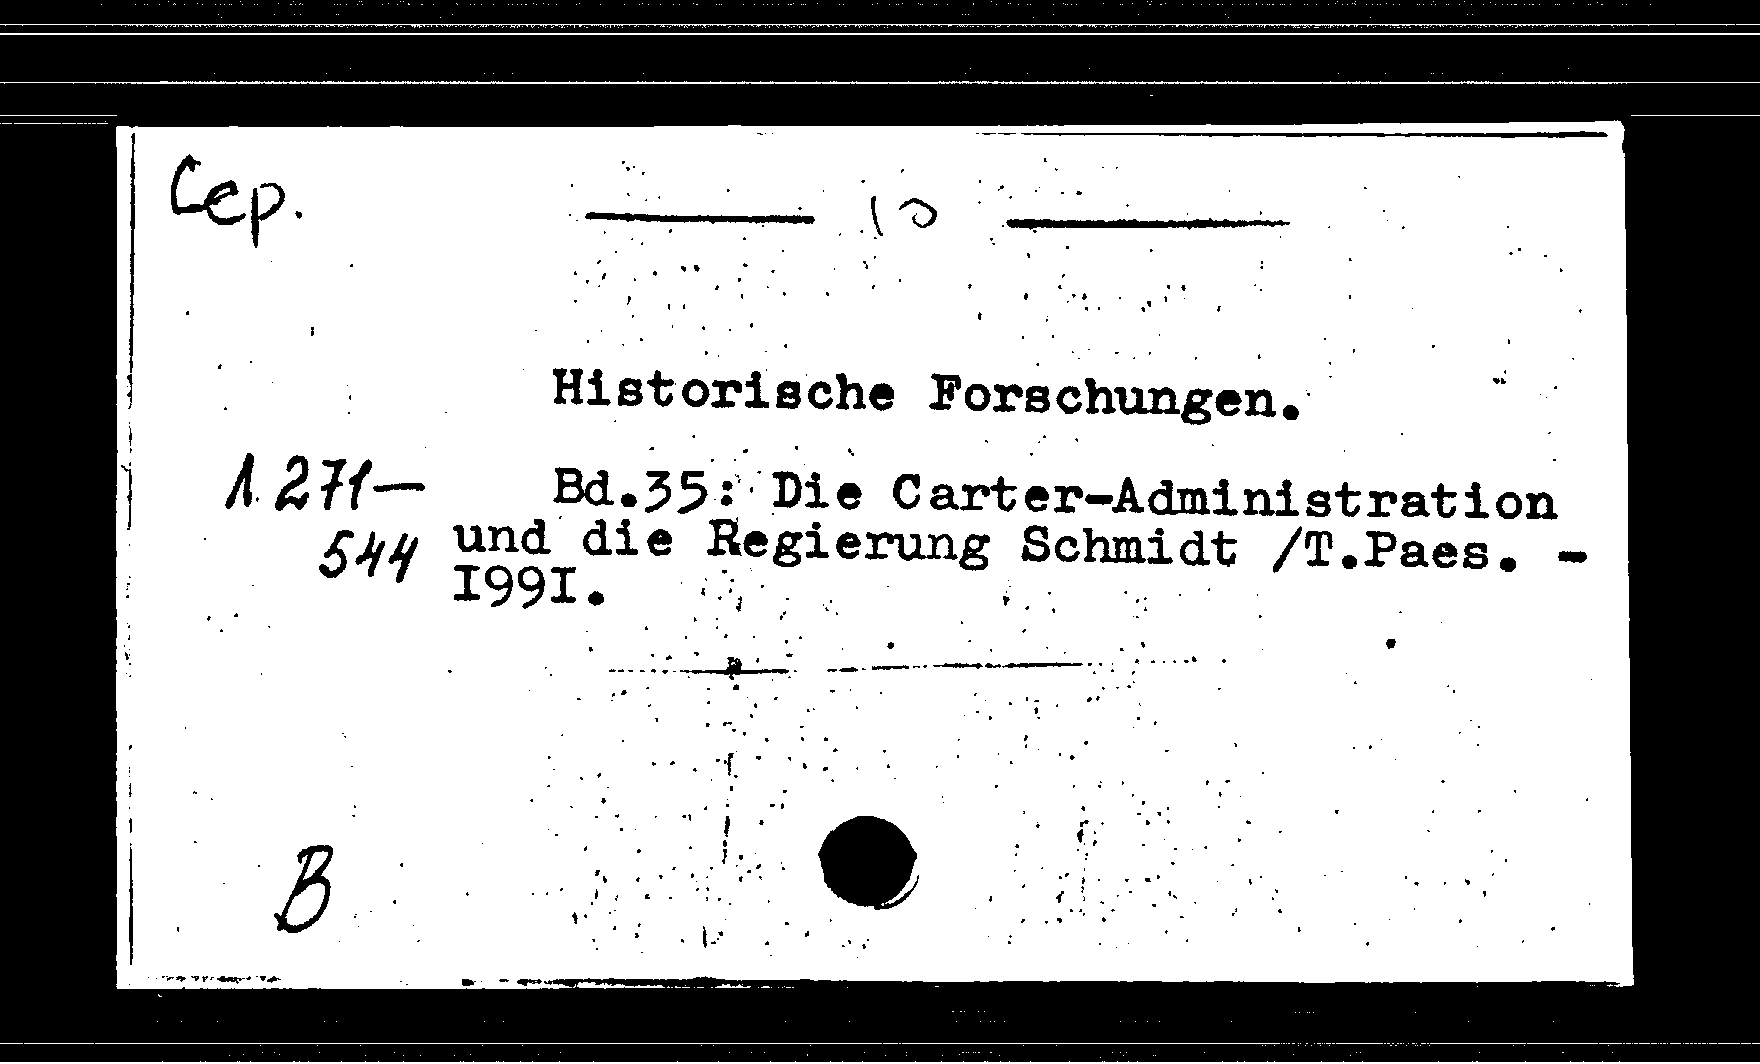 Сер.
— 10 —
Historische Forschungen.
1. 271— Bd.35: Die Carter-Administration
544 und die Regierung Schmidt /T.Paes. -
I99I.
В